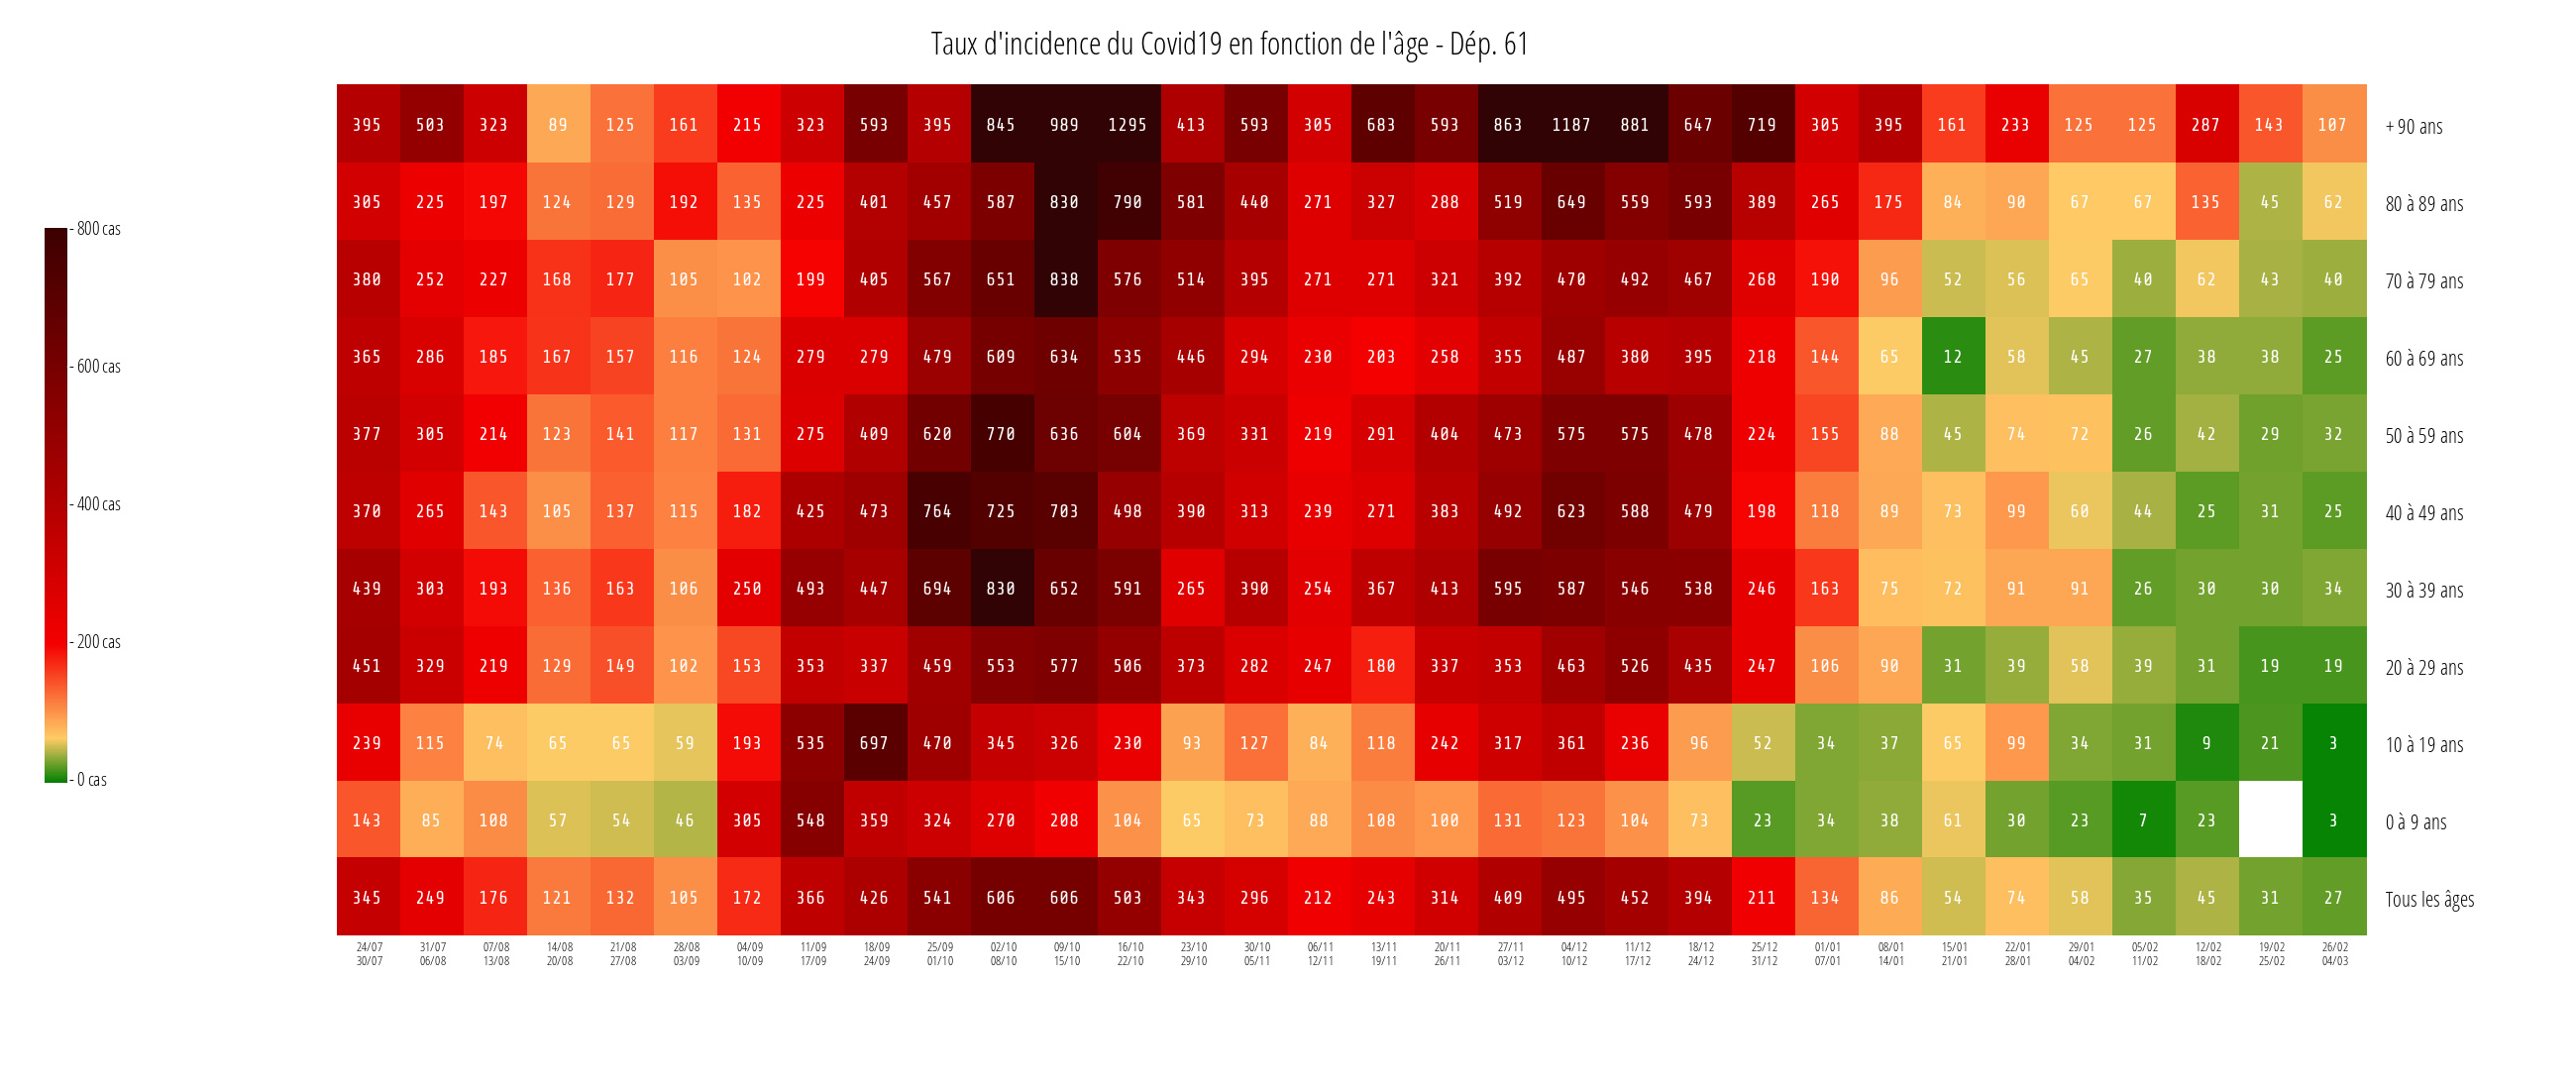 Taux d'incidence du Covid19 en fonction de l'âge - Dép. 61
395 503 323 89 125 161 215 323 593 395 845 989 1295 413 593 305 683 593 863 1187 881 647 719 305 395 161 233 125 125 287 143 107 + 90 ans
305 225 197 124 129 192 135 225 401 457 587 830 790 581 440 271 327 288 519 649 559 593 389 265 175 84 90 67 67 135 45 62 80 à 89 ans
- 800 cas
380 252 227 168 177 105 102 199 405 567 651 838 576 514 395 271 271 321 392 470 492 467 268 190 96 52 56 65 40 62 43 40 70 à 79 ans
365 286 185 167 157 116 124 279 279 479 609 634 535 446 294 230 203 258 355 487 380 395 218 144 65 12 58 45 27 38 38 25 60 à 69 ans
- 600 cas
377 305 214 123 141 117 131 275 409 620 770 636 604 369 331 219 291 404 473 575 575 478 224 155 88 45 74 72 26 42 29 32 50 à 59 ans
- 400 cas
370 265 143 105 137 115 182 425 473 764 725 703 498 390 313 239 271 383 492 623 588 479 198 118 89 73 99 60 44 25 31 25 40 à 49 ans
439 303 193 136 163 106 250 493 447 694 830 652 591 265 390 254 367 413 595 587 546 538 246 163 75 72 91 91 26 30 30 34 30 à 39 ans
- 200 cas
451 329 219 129 149 102 153 353 337 459 553 577 506 373 282 247 180 337 353 463 526 435 247 106 90 31 39 58 39 31 19 19 20 à 29 ans
239 115 74 65 65 59 193 535 697 470 345 326 230 93 127 84 118 242 317 361 236 96 52 34 37 65 99 34 31 9 21 3 10 à 19 ans
- 0 cas
143 85 108 57 54 46 305 548 359 324 270 208 104 65 73 88 108 100 131 123 104 73 23 34 38 61 30 23 7 23 3 0 à 9 ans
345 249 176 121 132 105 172 366 426 541 606 606 503 343 296 212 243 314 409 495 452 394 211 134 86 54 74 58 35 45 31 27 Tous les âges
24/07 31/07 07/08 14/08 21/08 28/08 04/09 11/09 18/09 25/09 02/10 09/10 16/10 23/10 30/10 06/11 13/11 20/11 27/11 04/12 11/12 18/12 25/12 01/01 08/01 15/01 22/01 29/01 05/02 12/02 19/02 26/02
30/07 06/08 13/08 20/08 27/08 03/09 10/09 17/09 24/09 01/10 08/10 15/10 22/10 29/10 05/11 12/11 19/11 26/11 03/12 10/12 17/12 24/12 31/12 07/01 14/01 21/01 28/01 04/02 11/02 18/02 25/02 04/03